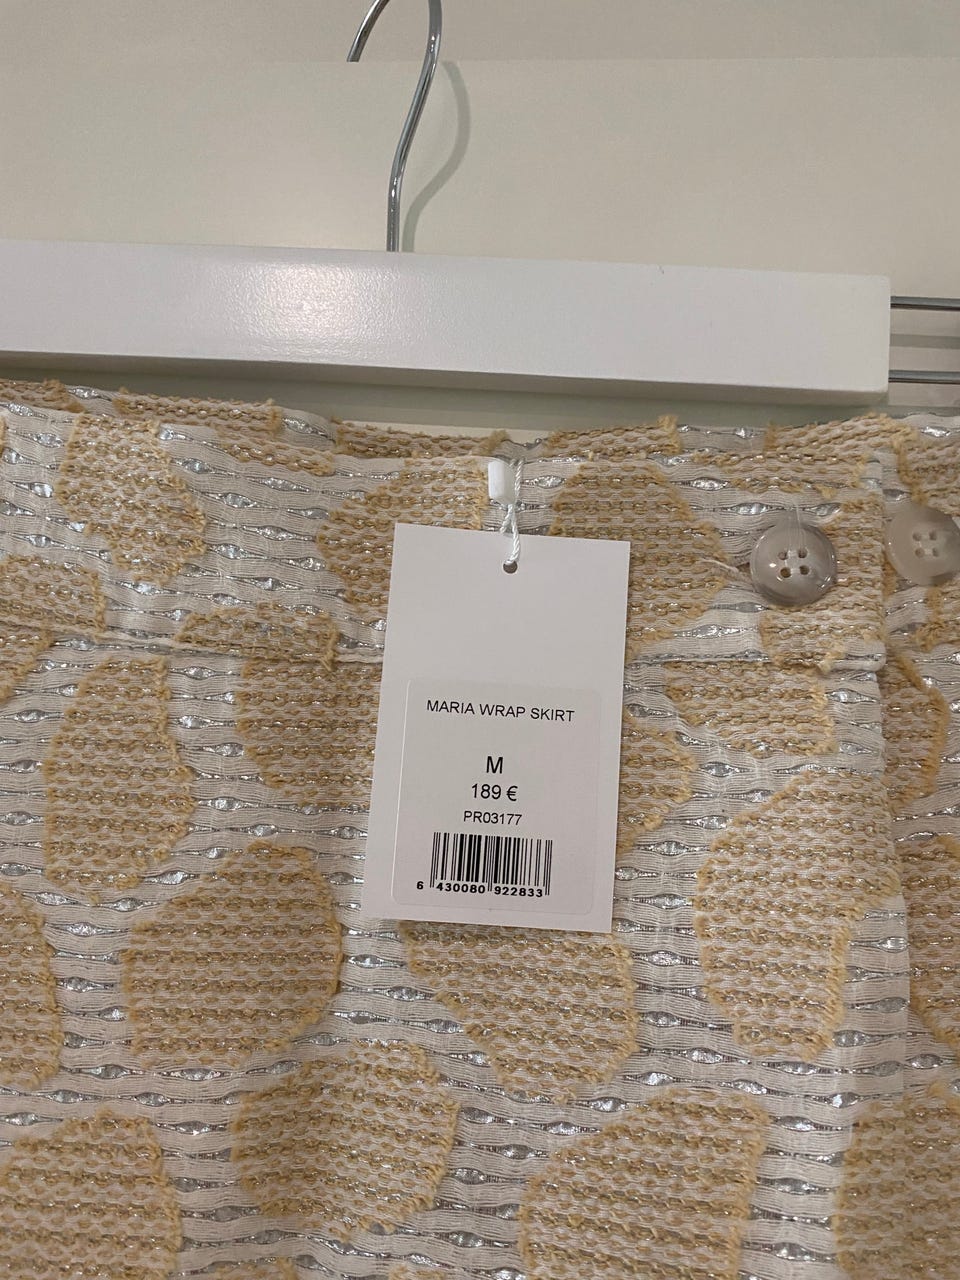 MARIA WRAP SKIRT
M
189 €
PR03177
6 430080 922833